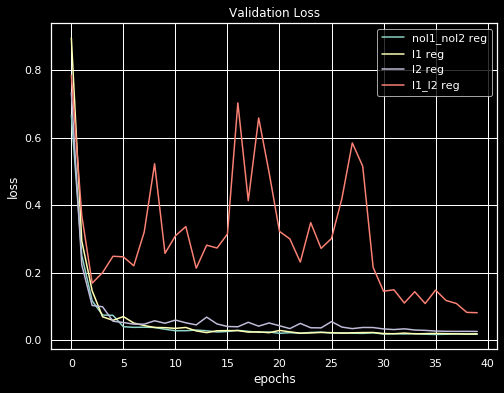 Validation Loss
nol1_nol2 reg
l1 reg
l2 reg
l1_l2 reg
0.8
0.6
0.4
0.2
0.0
loss
0 5 10 15 20 25 30 35 40
epochs